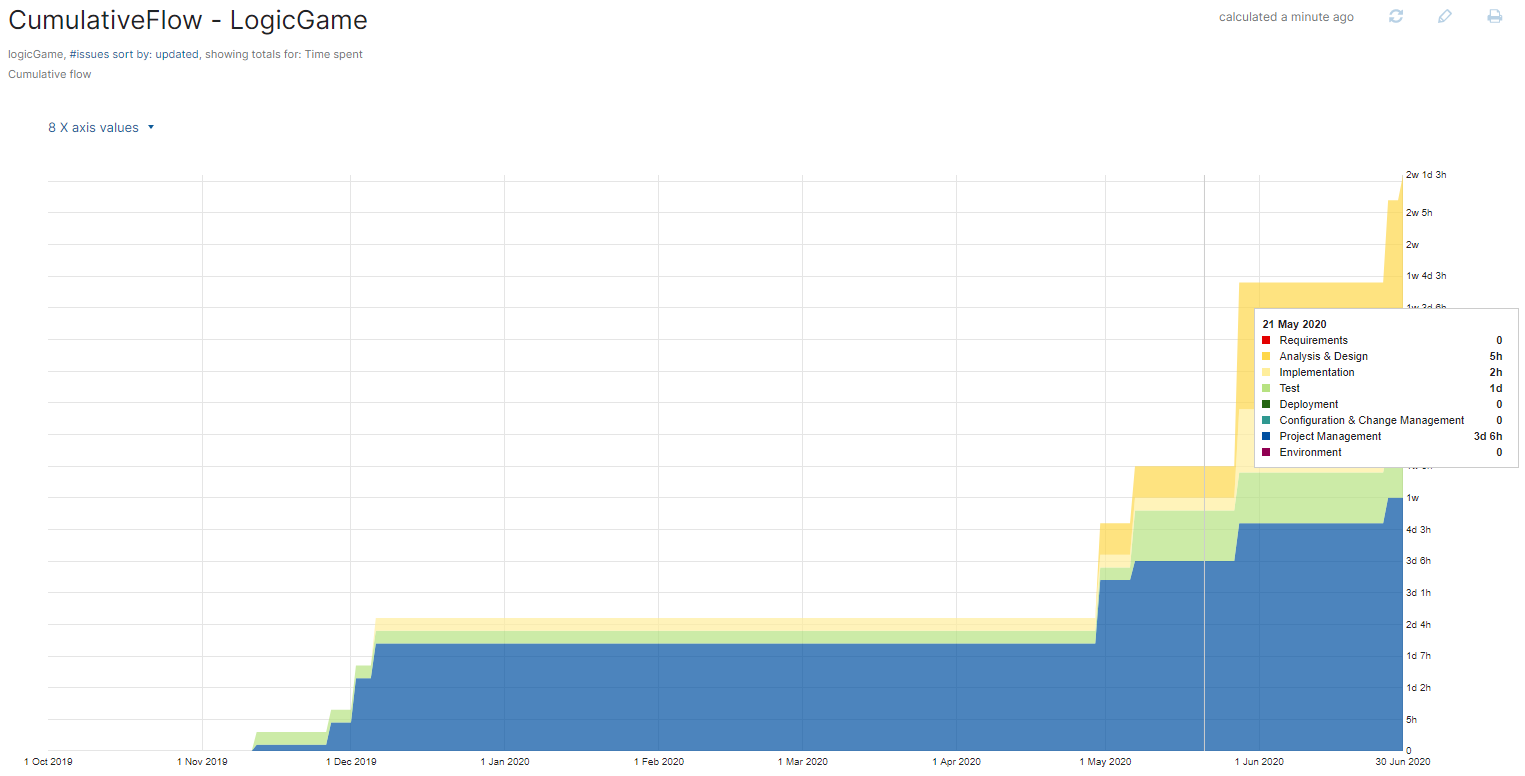 CumulativeFlow - LogicGame
calculated a minute ago
logicGame, #issues sort by: updated, showing totals for: Time spent
Cumulative flow
8 X axis values
2w 1d 3h
2w 5h
2w
1w 4d 3h
1w 3d 6h
21 May 2020
Requirements 0
Analysis & Design 5h
Implementation 2h
Test 1d
Deployment 0
Configuration & Change Management 0
Project Management 3d 6h
Environment 0
1w
4d 3h
3d 6h
3d 1h
2d 4h
1d 7h
1d 2h
5h
0
1 Oct 2019 1 Nov 2019 1 Dec 2019 1 Jan 2020 1 Feb 2020 1 Mar 2020 1 Apr 2020 1 May 2020 1 Jun 2020 30 Jun 2020